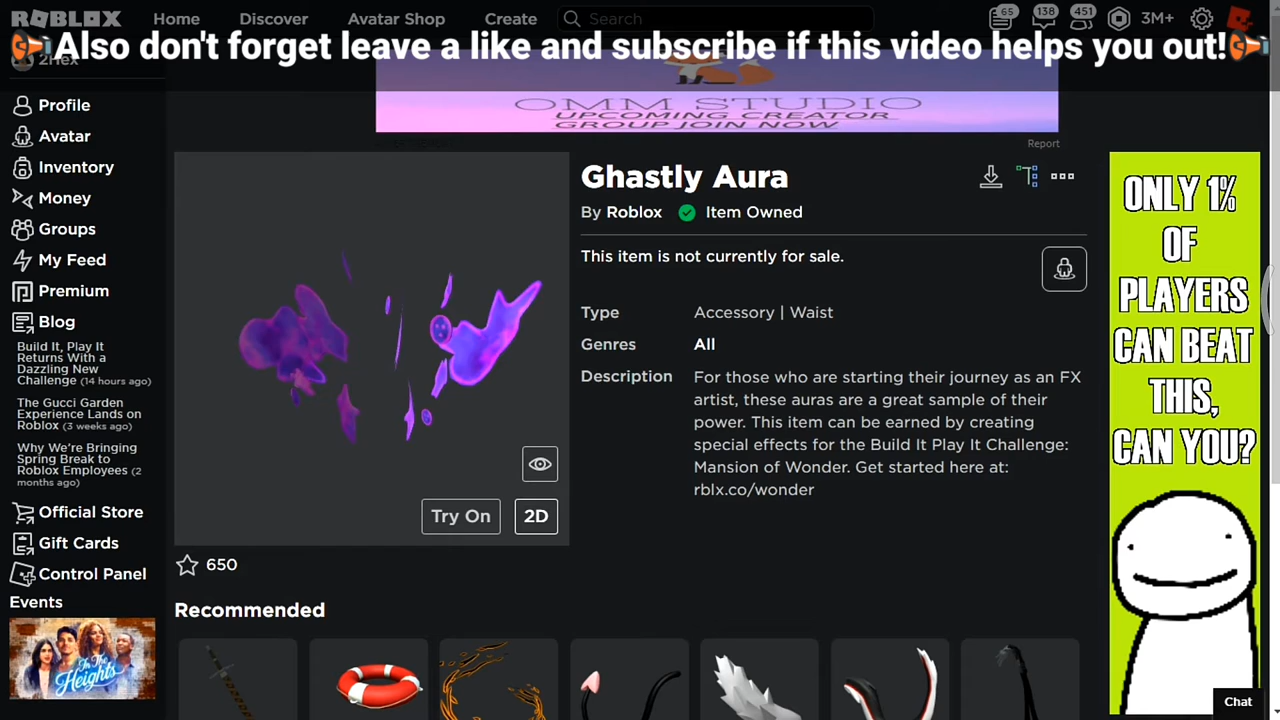 ROBLOX
Home
Discover
Avatar Shop
Create
Search
65
138
451
3M+
Also don't forget leave a like and subscribe if this video helps you out!
2Hex
OMM STUDIO
UPCOMING CREATOR
GROUP JOIN NOW
Report
Profile
Avatar
Inventory
Money
Groups
My Feed
Premium
Blog
Build It, Play It
Returns With a
Dazzling New
Challenge (14 hours ago)
The Gucci Garden
Experience Lands on
Roblox (3 weeks ago)
Why We're Bringing
Spring Break to
Roblox Employees (2
months ago)
Official Store
Gift Cards
Control Panel
Events
In The
Heights
Try On
2D
650
Ghastly Aura
By Roblox
Item Owned
This item is not currently for sale.
Type
Accessory | Waist
Genres
All
Description
For those who are starting their journey as an FX
artist, these auras are a great sample of their
power. This item can be earned by creating
special effects for the Build It Play It Challenge:
Mansion of Wonder. Get started here at:
rblx.co/wonder
Recommended
ONLY 1%
OF
PLAYERS
CAN BEAT
THIS,
CAN YOU?
Chat